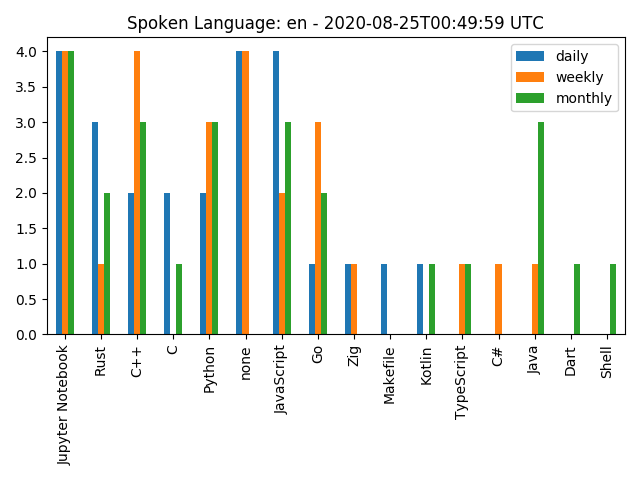 Spoken Language: en - 2020-08-25T00:49:59 UTC
daily
weekly
monthly
4.0
3.5
3.0
2.5
2.0
1.5
1.0
0.5
0.0
Jupyter Notebook
Rust
C++
C
Python
none
JavaScript
Go
Zig
Makefile
Kotlin
TypeScript
C#
Java
Dart
Shell